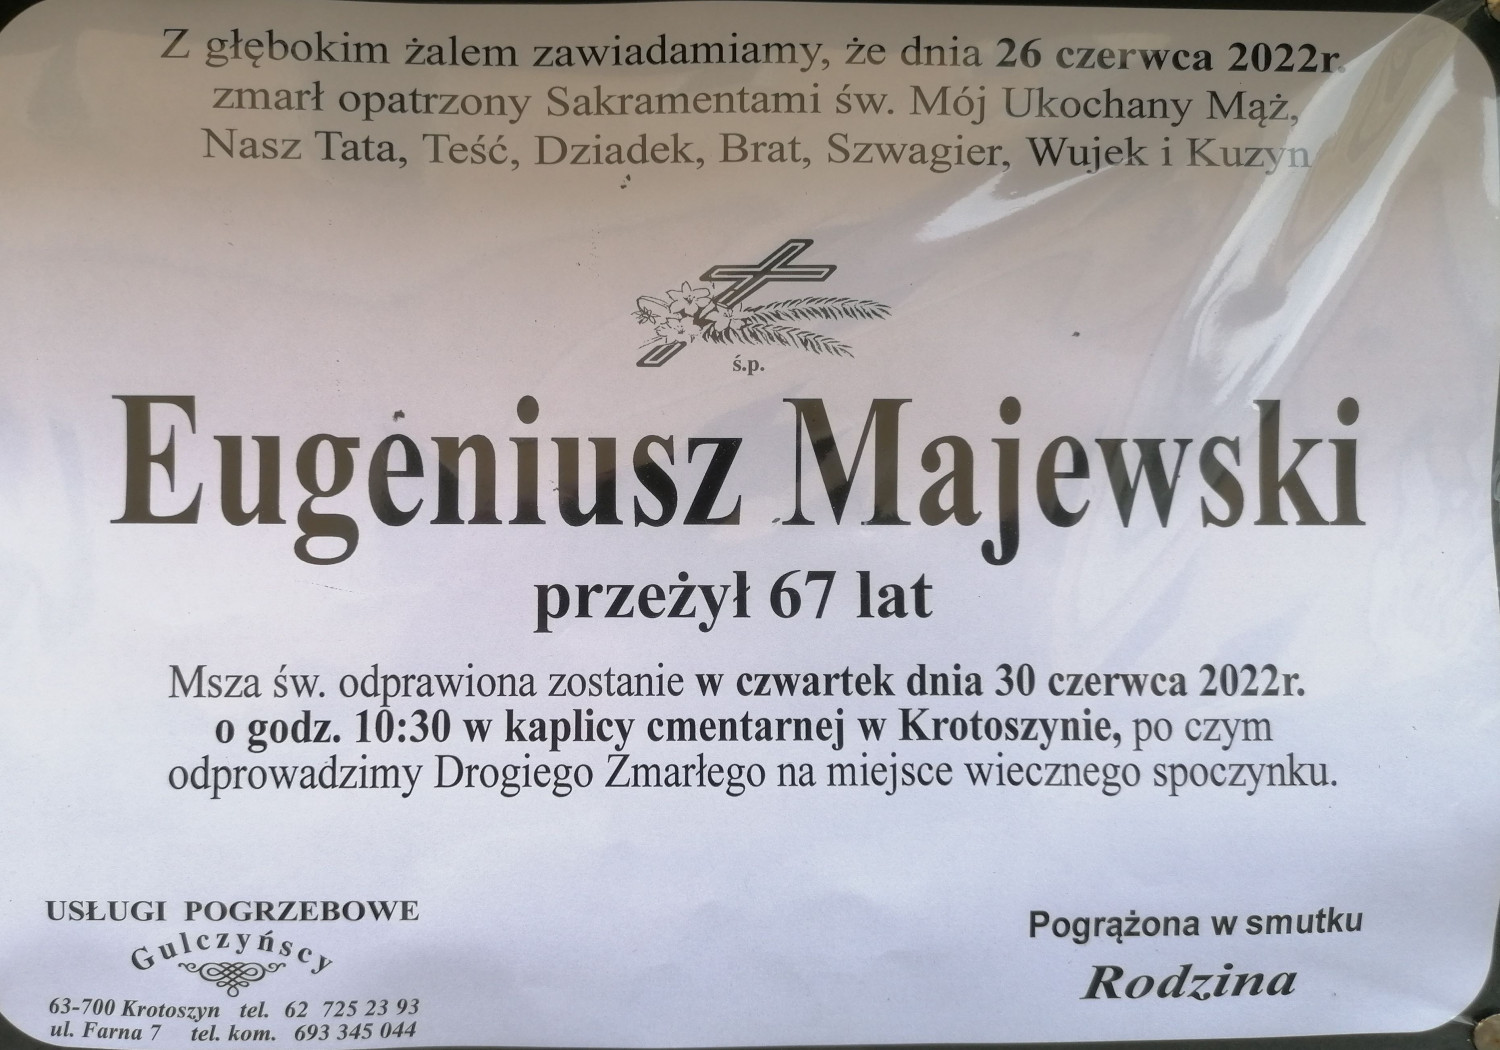 Z głębokim żalem zawiadamiamy, że dnia 26 czerwca 2022r.
zmarł opatrzony Sakramentami św. Mój Ukochany Mąż,
Nasz Tata, Teść, Dziadek, Brat, Szwagier, Wujek i Kuzyn
ś.p.
Eugeniusz Majewski
przeżył 67 lat
Msza św. odprawiona zostanie w czwartek dnia 30 czerwca 2022r.
o godz. 10:30 w kaplicy cmentarnej w Krotoszynie, po czym
odprowadzimy Drogiego Zmarłego na miejsce wiecznego spoczynku.
USŁUGI POGRZEBOWE
Gulczyńscy
63-700 Krotoszyn tel. 62 725 23 93
ul. Farna 7 tel. kom. 693 345 044
Pogrążona w smutku
Rodzina